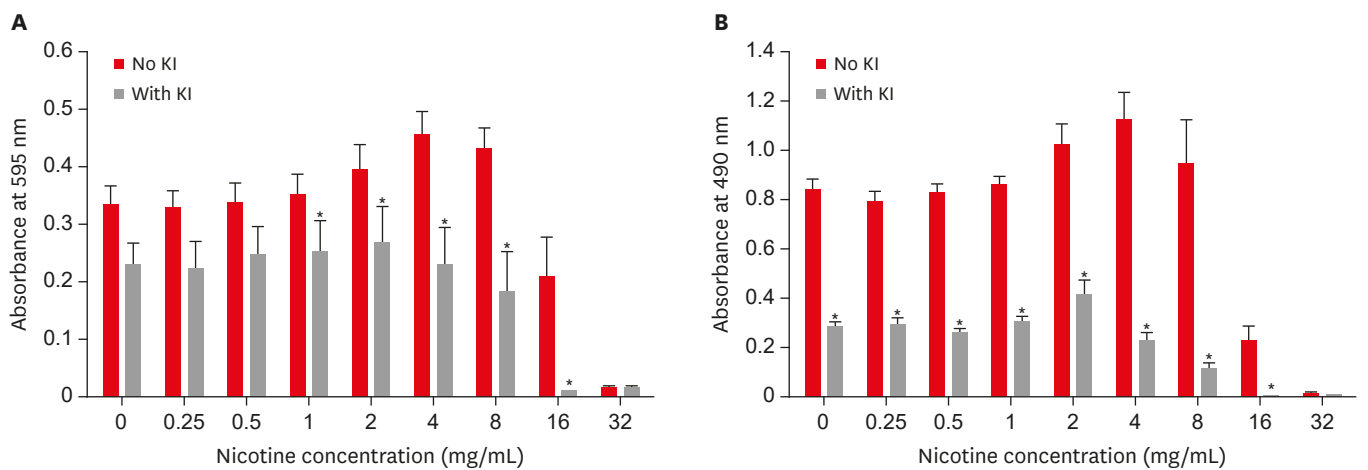 A
Absorbance at 595 nm
0.6
0.5
0.4
0.3
0.2
0.1
0
No KI
With KI
* * * * *
0 0.25 0.5 1 2 4 8 16 32
Nicotine concentration (mg/mL)
B
Absorbance at 490 nm
1.4
1.2
1.0
0.8
0.6
0.4
0.2
0
No KI
With KI
* * * * * * * *
0 0.25 0.5 1 2 4 8 16 32
Nicotine concentration (mg/mL)